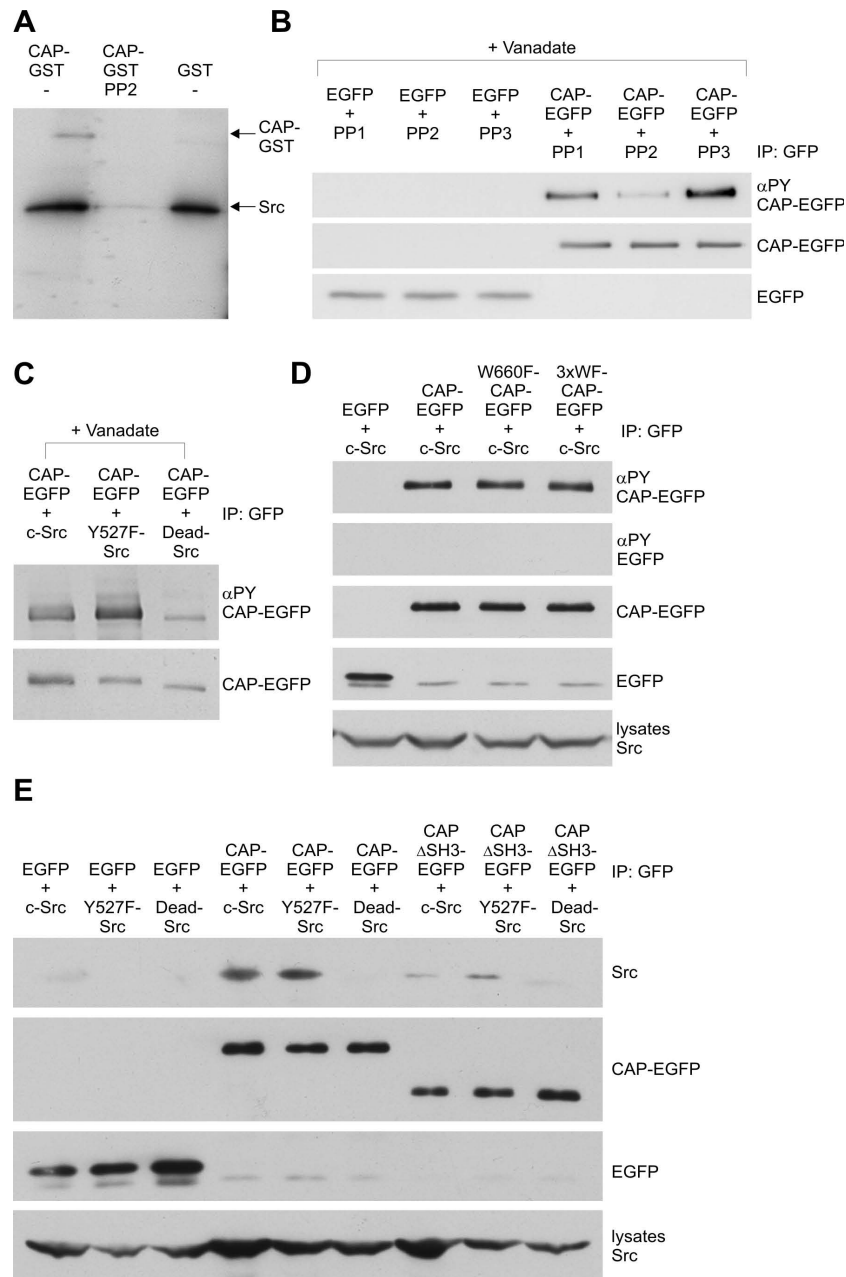 A
CAP-
GST
-
CAP-
GST
PP2
GST
-
CAP-
GST
Src
B
+ Vanadate
EGFP
+
PP1
EGFP
+
PP2
EGFP
+
PP3
CAP-
EGFP
+
PP1
CAP-
EGFP
+
PP2
CAP-
EGFP
+
PP3
IP: GFP
αPY
CAP-EGFP
CAP-EGFP
EGFP
C
+ Vanadate
CAP-
EGFP
+
c-Src
CAP-
EGFP
+
Y527F-
Src
CAP-
EGFP
+
Dead-
Src
IP: GFP
αPY
CAP-EGFP
CAP-EGFP
D
EGFP
+
c-Src
CAP-
EGFP
+
c-Src
W660F-
CAP-
EGFP
+
c-Src
3xWF-
CAP-
EGFP
+
c-Src
IP: GFP
αPY
CAP-EGFP
αPY
EGFP
CAP-EGFP
EGFP
lysates
Src
E
EGFP
+
c-Src
EGFP
+
Y527F-
Src
EGFP
+
Dead-
Src
CAP-
EGFP
+
c-Src
CAP-
EGFP
+
Y527F-
Src
CAP-
EGFP
+
Dead-
Src
CAP
ΔSH3-
EGFP
+
c-Src
CAP
ΔSH3-
EGFP
+
Y527F-
Src
CAP
ΔSH3-
EGFP
+
Dead-
Src
IP: GFP
Src
CAP-EGFP
EGFP
lysates
Src